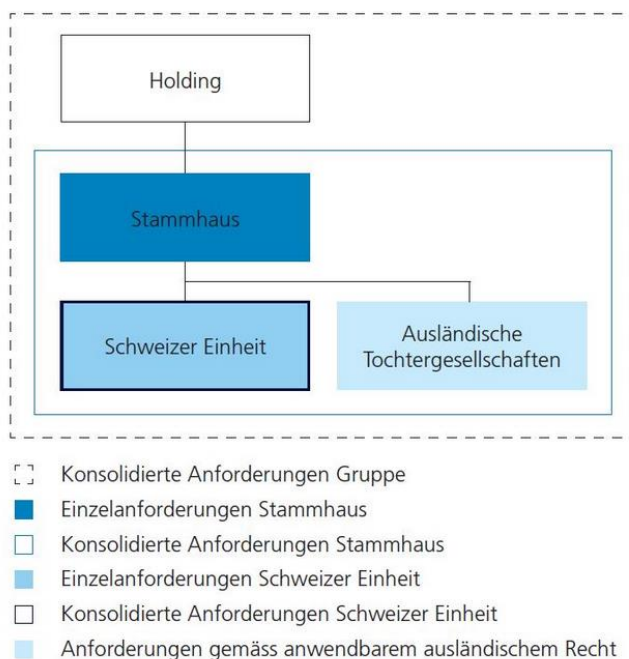 Holding
Stammhaus
Schweizer Einheit
Ausländische
Tochtergesellschaften
Konsolidierte Anforderungen Gruppe
Einzelanforderungen Stammhaus
Konsolidierte Anforderungen Stammhaus
Einzelanforderungen Schweizer Einheit
Konsolidierte Anforderungen Schweizer Einheit
Anforderungen gemäss anwendbarem ausländischem Recht